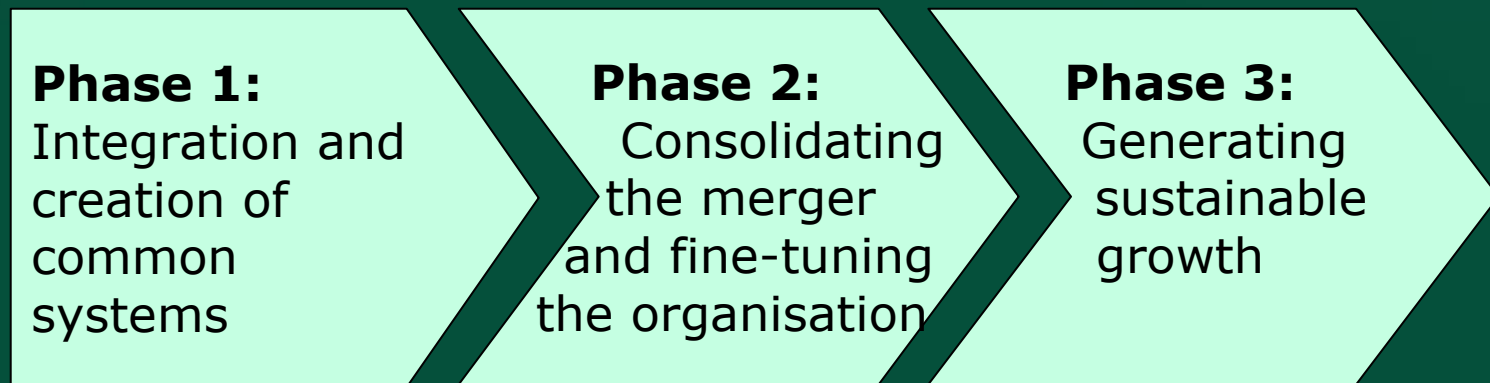 Phase 1:
Integration and
creation of
common
systems
Phase 2:
Consolidating
the merger
and fine-tuning
the organisation
Phase 3:
Generating
sustainable
growth